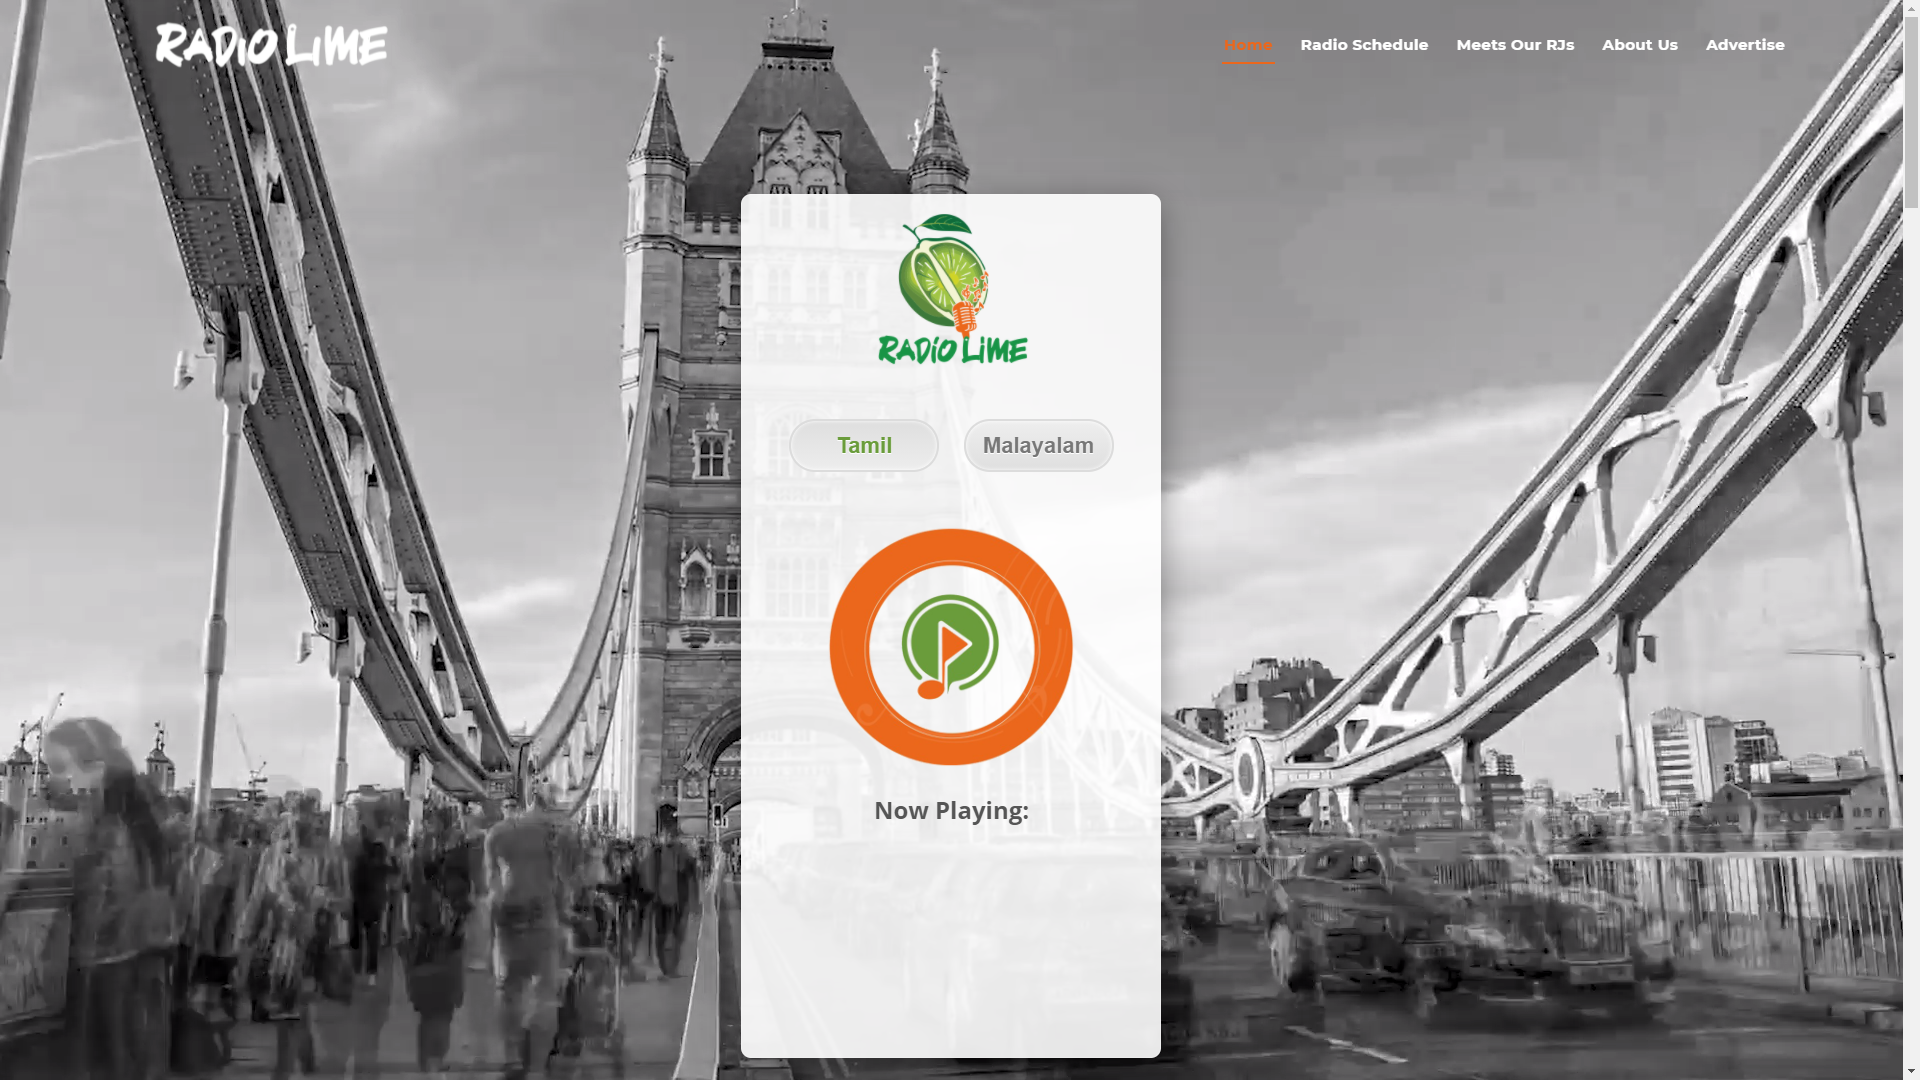 RADIO LIME
Home
Radio Schedule
Meets Our RJs
About Us
Advertise
RADIO LIME
Tamil
Malayalam
Now Playing: